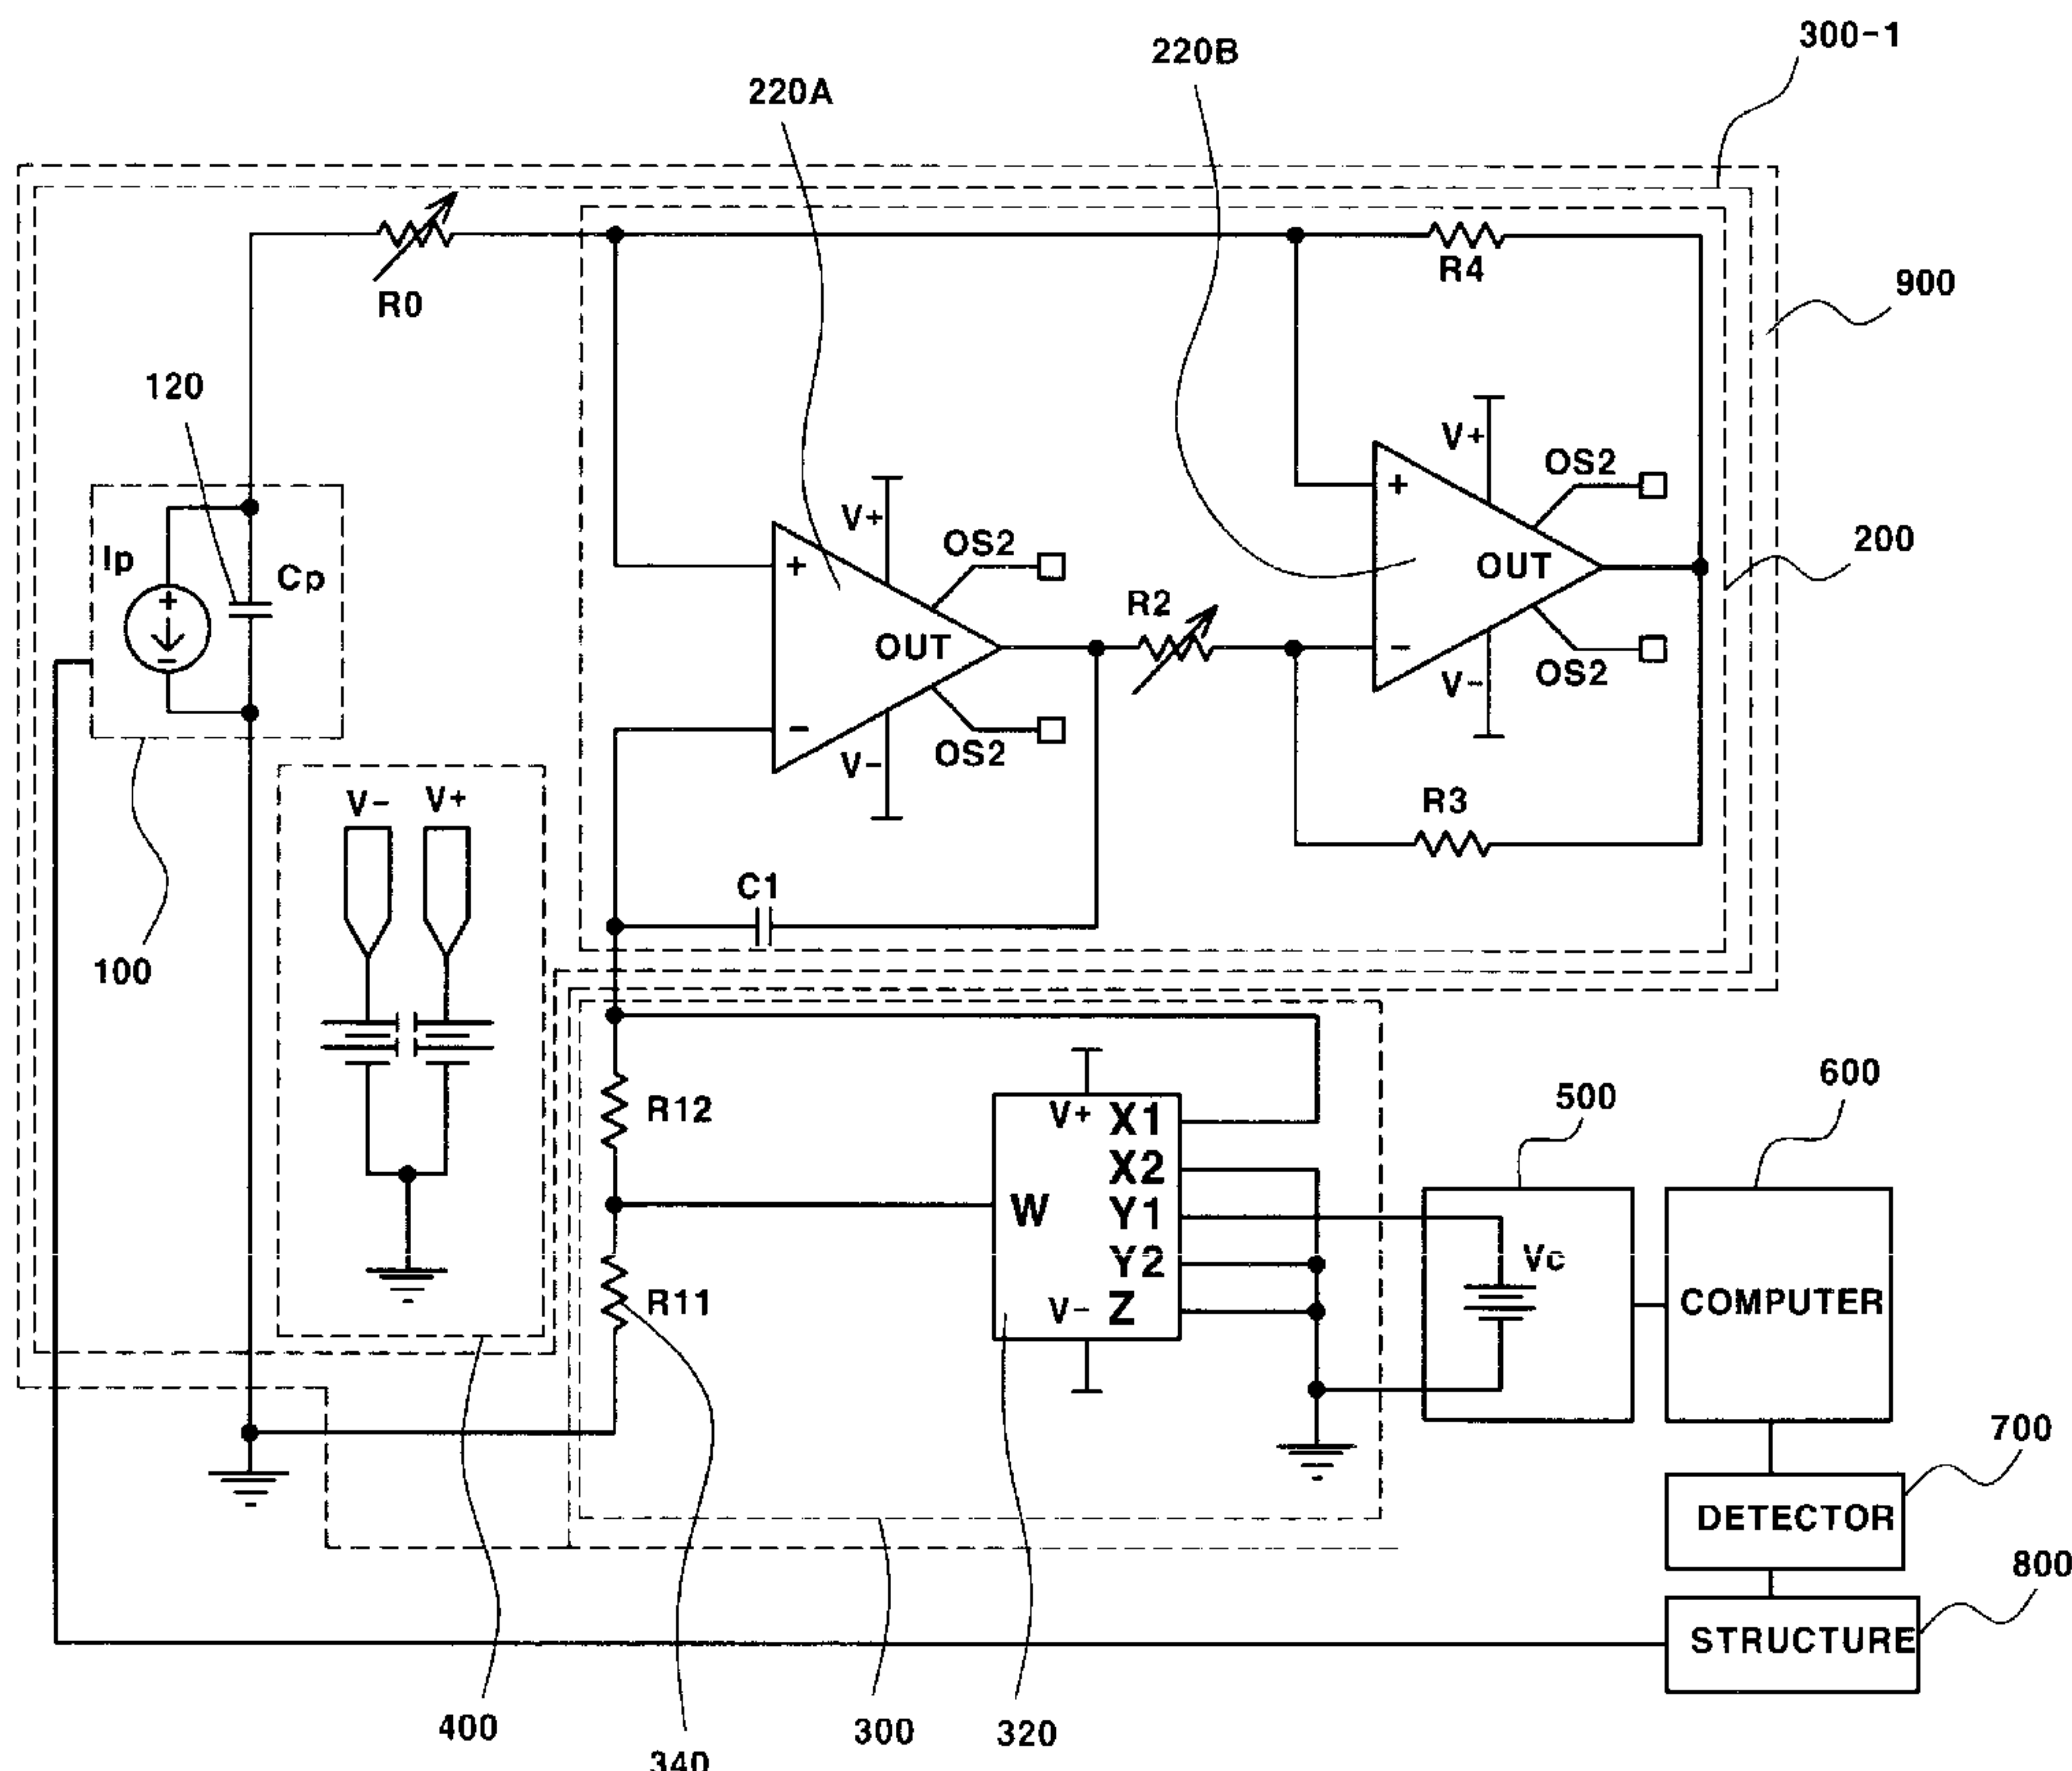 300-1
220B
220A
900
R4
R0
120
V+
OS2
V+
OS2
200
Ip
Cp
+
OUT
+
-
+
R2
OUT
-
OS2
V-
-
OS2
V-
V- V+
R3
C1
100
600
500
R12
V+ X1
X2
W Y1
Y2
Vc
R11
V- Z
COMPUTER
700
DETECTOR
800
STRUCTURE
400
300
320
340